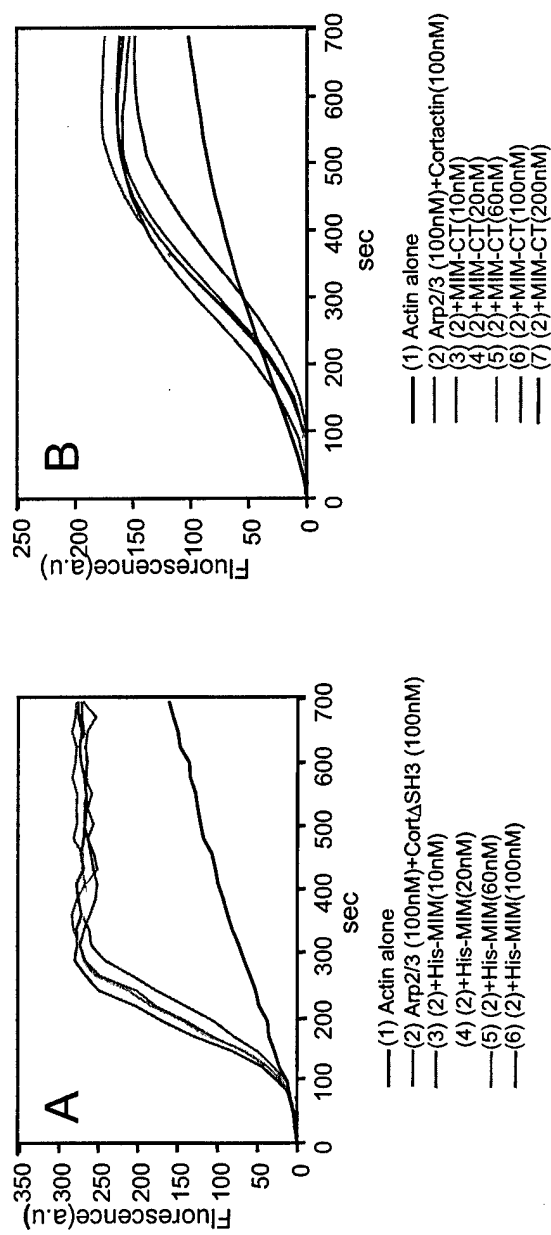 A
Fluorescence(a.u)
350
300
250
200
150
100
50
0
0 100 200 300 400 500 600 700
sec
(1) Actin alone
(2) Arp2/3 (100nM)+CortΔSH3 (100nM)
(3) (2)+His-MIM(10nM)
(4) (2)+His-MIM(20nM)
(5) (2)+His-MIM(60nM)
(6) (2)+His-MIM(100nM)
B
Fluorescence(a.u)
250
200
150
100
50
0
0 100 200 300 400 500 600 700
sec
(1) Actin alone
(2) Arp2/3 (100nM)+Cortactin(100nM)
(3) (2)+MIM-CT(10nM)
(4) (2)+MIM-CT(20nM)
(5) (2)+MIM-CT(60nM)
(6) (2)+MIM-CT(100nM)
(7) (2)+MIM-CT(200nM)